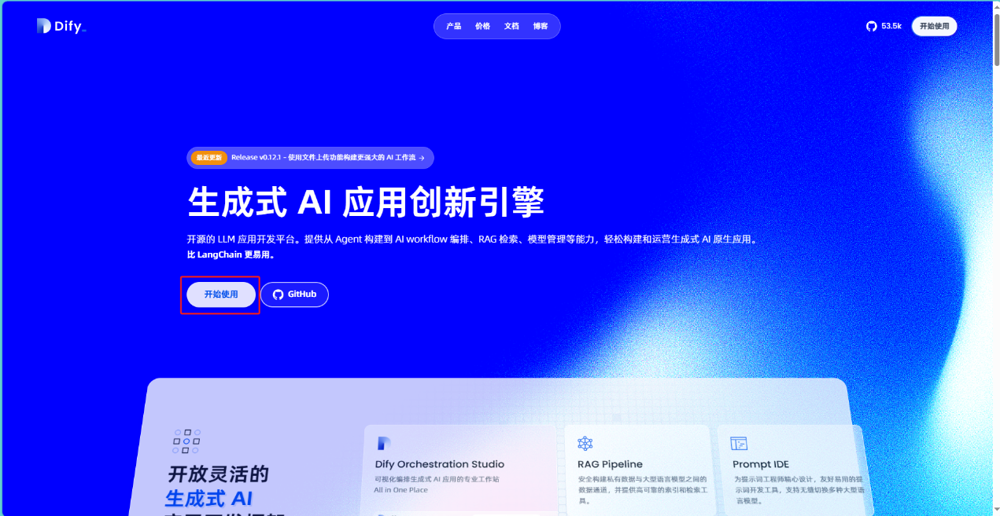 Dify
产品 价格 文档 博客
53.5k 开始使用
最近更新 Release v0.12.1 - 使用文件上传功能构建更强大的 AI 工作流 →
生成式 AI 应用创新引擎
开源的 LLM 应用开发平台。提供从 Agent 构建到 AI workflow 编排、RAG 检索、模型管理等能力，轻松构建和运营生成式 AI 原生应用。
比 LangChain 更易用。
开始使用 GitHub
开放灵活的
生成式 AI
Dify Orchestration Studio
可视化编排生成式 AI 应用的专业工作站
All in One Place
RAG Pipeline
安全构建私有数据与大型语言模型之间的
数据通道，并提供高可靠的索引和检索工
具。
Prompt IDE
为提示词工程师精心设计，友好易用的提
示词开发工具，支持无缝切换多种大型语
言模型。